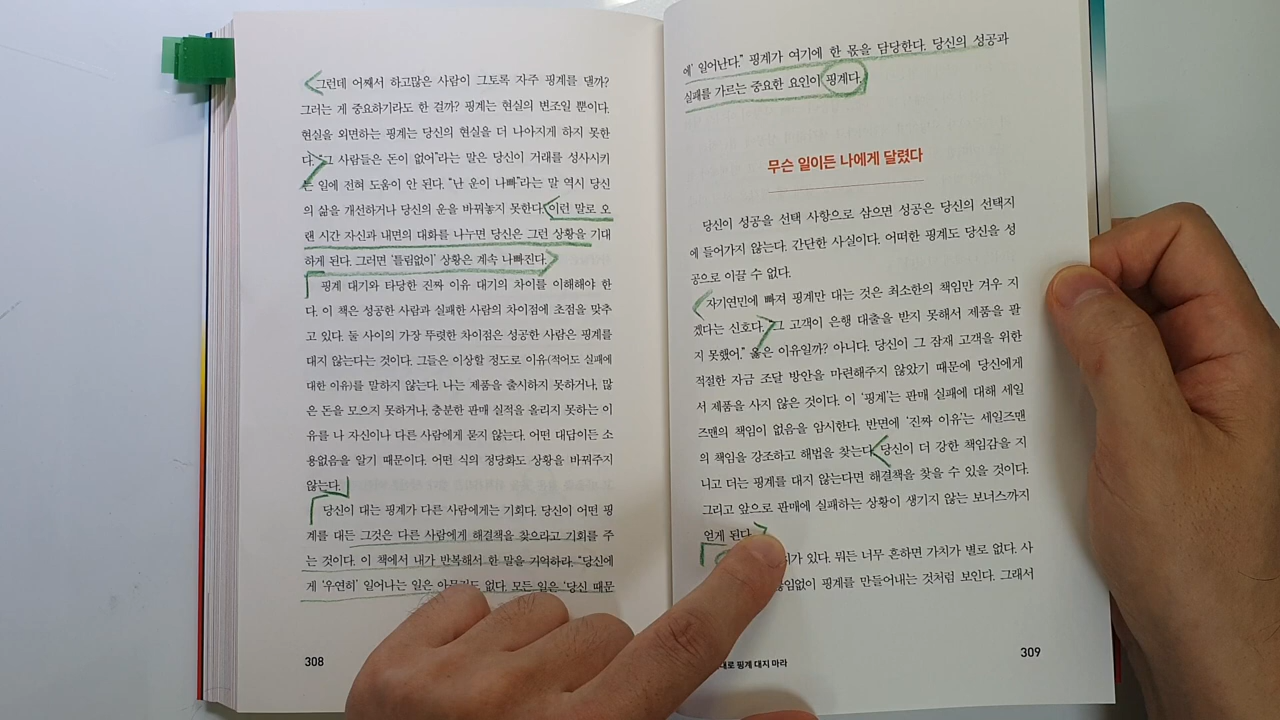 그런데 어째서 하고많은 사람이 그토록 자주 핑계를 댈까?
그러는 게 중요하기라도 한 걸까? 핑계는 현실의 변조일 뿐이다.
현실을 외면하는 핑계는 당신의 현실을 더 나아지게 하지 못한
다. “그 사람들은 돈이 없어”라는 말은 당신이 거래를 성사시키
는 일에 전혀 도움이 안 된다. “난 운이 나빠”라는 말 역시 당신
의 삶을 개선하거나 당신의 운을 바꿔놓지 못한다. 이런 말로 오
랜 시간 자신과 내면의 대화를 나누면 당신은 그런 상황을 기대
하게 된다. 그러면 ‘틀림없이’ 상황은 계속 나빠진다.
핑계 대기와 타당한 진짜 이유 대기의 차이를 이해해야 한
다. 이 책은 성공한 사람과 실패한 사람의 차이점에 초점을 맞추
고 있다. 둘 사이의 가장 뚜렷한 차이점은 성공한 사람은 핑계를
대지 않는다는 것이다. 그들은 이상할 정도로 이유(적어도 실패에
대한 이유)를 말하지 않는다. 나는 제품을 출시하지 못하거나, 많
은 돈을 모으지 못하거나, 충분한 판매 실적을 올리지 못하는 이
유를 나 자신이나 다른 사람에게 묻지 않는다. 어떤 대답이든 소
용없음을 알기 때문이다. 어떤 식의 정당화도 상황을 바꿔주지
않는다.
당신이 대는 핑계가 다른 사람에게는 기회다. 당신이 어떤 핑
계를 대든 그것은 다른 사람에게 해결책을 찾으라고 기회를 주
는 것이다. 이 책에서 내가 반복해서 한 말을 기억하라. “당신에
게 ‘우연히’ 일어나는 일은 아무것도 없다. 모든 일은 ‘당신 때문
308
에’ 일어난다.” 핑계가 여기에 한 몫을 담당한다. 당신의 성공과
실패를 가르는 중요한 요인이 핑계다.
무슨 일이든 나에게 달렸다
당신이 성공을 선택 사항으로 삼으면 성공은 당신의 선택지
에 들어가지 않는다. 간단한 사실이다. 어떠한 핑계도 당신을 성
공으로 이끌 수 없다.
자기연민에 빠져 핑계만 대는 것은 최소한의 책임만 겨우 지
겠다는 신호다. “그 고객이 은행 대출을 받지 못해서 제품을 팔
지 못했어.” 옳은 이유일까? 아니다. 당신이 그 잠재 고객을 위한
적절한 자금 조달 방안을 마련해주지 않았기 때문에 당신에게
서 제품을 사지 않은 것이다. 이 ‘핑계’는 판매 실패에 대해 세일
즈맨의 책임이 없음을 암시한다. 반면에 ‘진짜 이유’는 세일즈맨
의 책임을 강조하고 해법을 찾는다. 당신이 더 강한 책임감을 지
니고 더는 핑계를 대지 않는다면 해결책을 찾을 수 있을 것이다.
그리고 앞으로 판매에 실패하는 상황이 생기지 않는 보너스까지
얻게 된다.
가 있다. 뭐든 너무 흔하면 가치가 별로 없다. 사
끊임없이 핑계를 만들어내는 것처럼 보인다. 그래서
대로 핑계 대지 마라
309